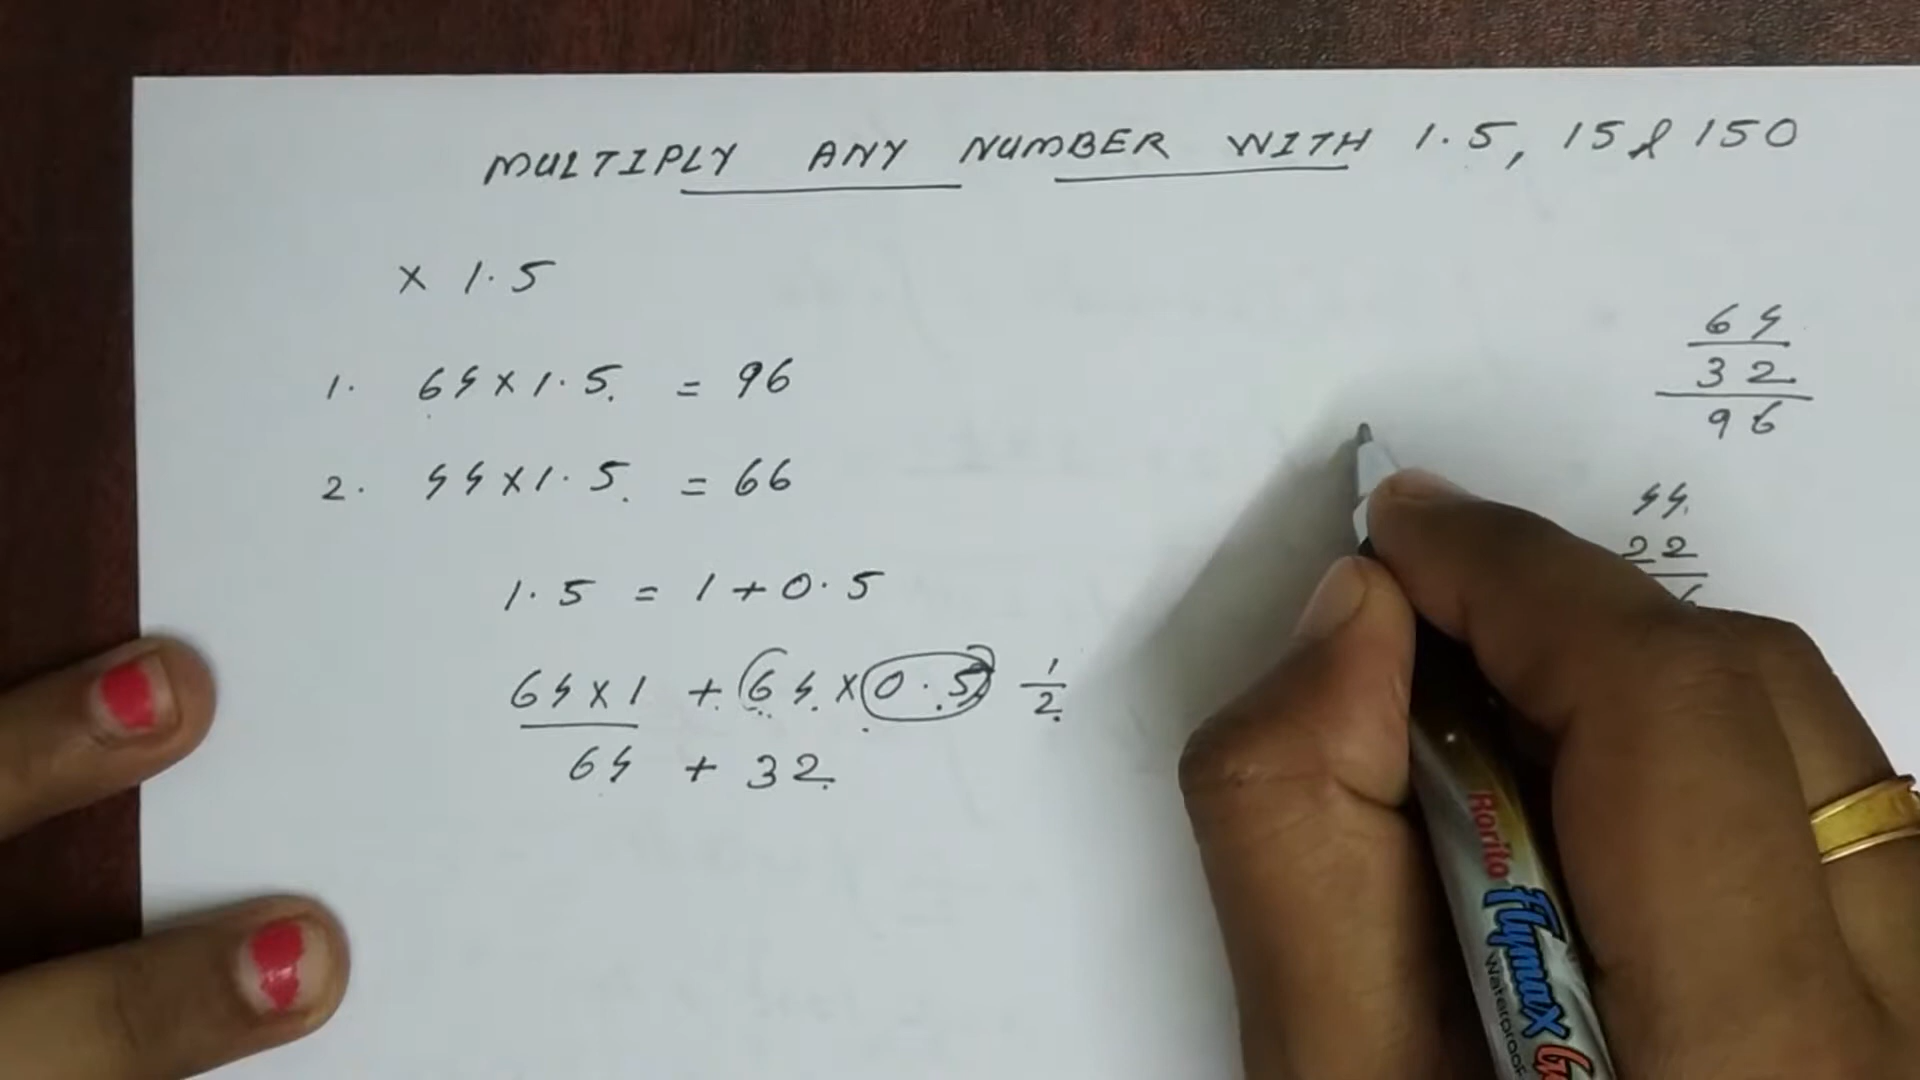 MULTIPLY ANY NUMBER WITH 1.5, 15 & 150
× 1.5
1. 64×1.5. = 96
2. 44×1.5. = 66
1.5 = 1+0.5
64×1 + (64×0.5) 1/2
64 + 32
64
32
96
44
22
Rorito
Flymax
Waterproof